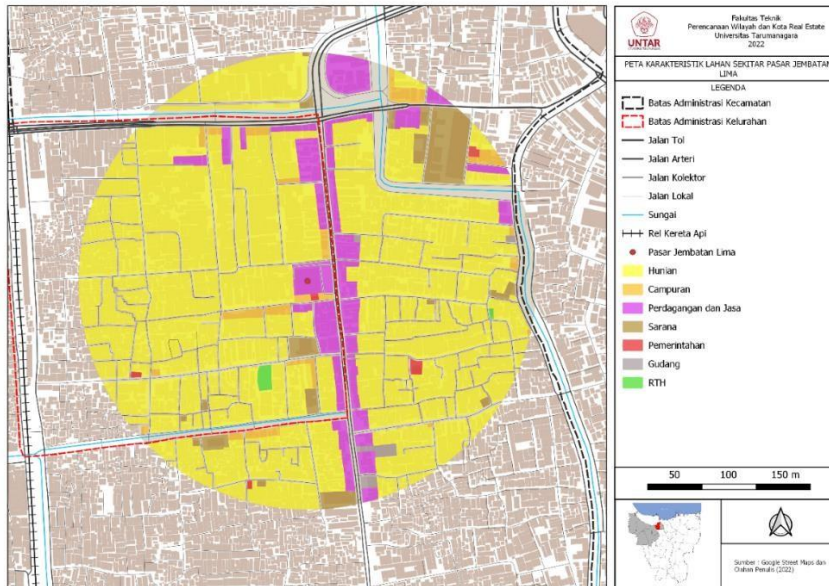 UNTAR
Fakultas Teknik
Perencanaan Wilayah dan Kota Real Estate
Universitas Tarumanagara
2022
PETA KARAKTERISTIK LAHAN SEKITAR PASAR JEMBATAN
LIMA
LEGENDA
Batas Administrasi Kecamatan
Batas Administrasi Kelurahan
Jalan Tol
Jalan Arteri
Jalan Kolektor
Jalan Lokal
Sungai
Rel Kereta Api
Pasar Jembatan Lima
Hunian
Campuran
Perdagangan dan Jasa
Sarana
Pemerintahan
Gudang
RTH
50 100 150 m
Sumber : Google Street Maps dan
Olahan Penulis (2022)